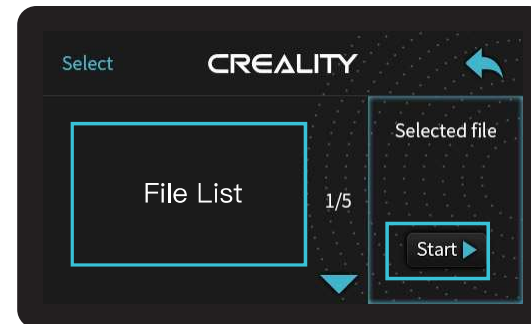 Select
CREALITY
File List
1/5
Selected file
Start